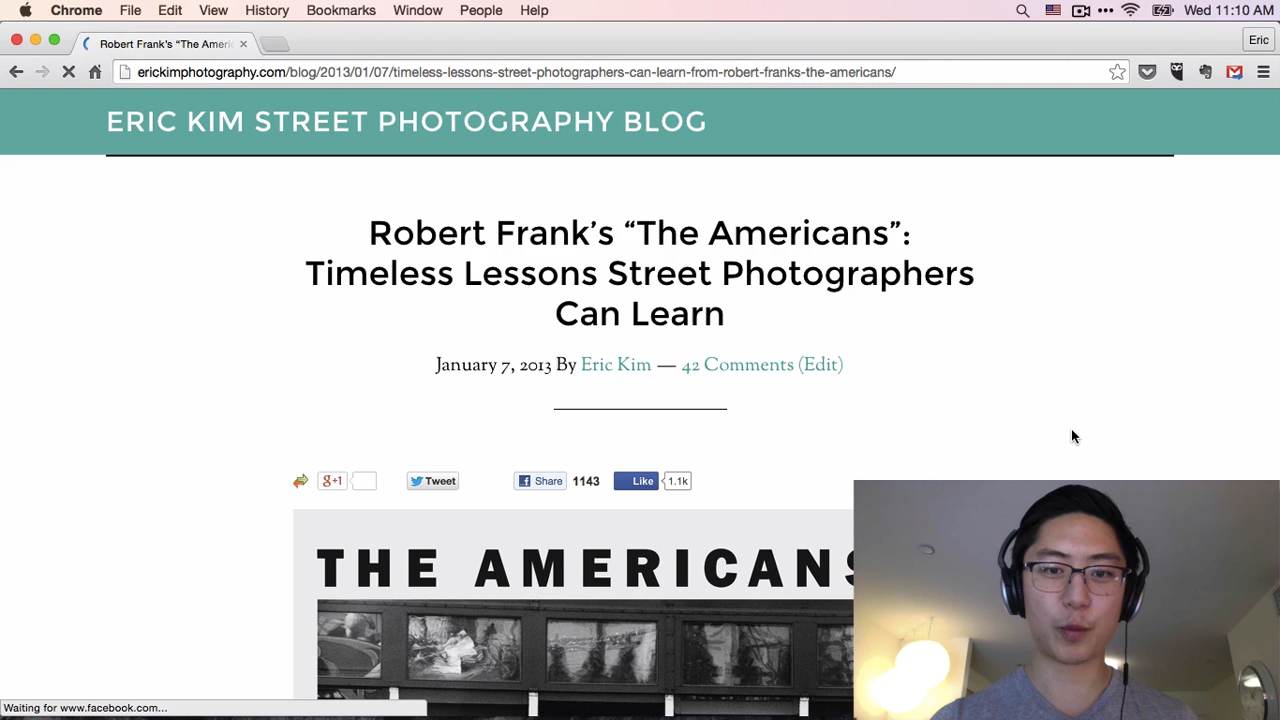 Chrome File Edit View History Bookmarks Window People Help Wed 11:10 AM
Robert Frank's “The Ameri Eric
erickimphotography.com/blog/2013/01/07/timeless-lessons-street-photographers-can-learn-from-robert-franks-the-americans/
ERIC KIM STREET PHOTOGRAPHY BLOG
Robert Frank’s “The Americans”:
Timeless Lessons Street Photographers
Can Learn
January 7, 2013 By Eric Kim — 42 Comments (Edit)
g+1 Tweet Share 1143 Like 1.1k
THE AMERICANS
Waiting for www.facebook.com...